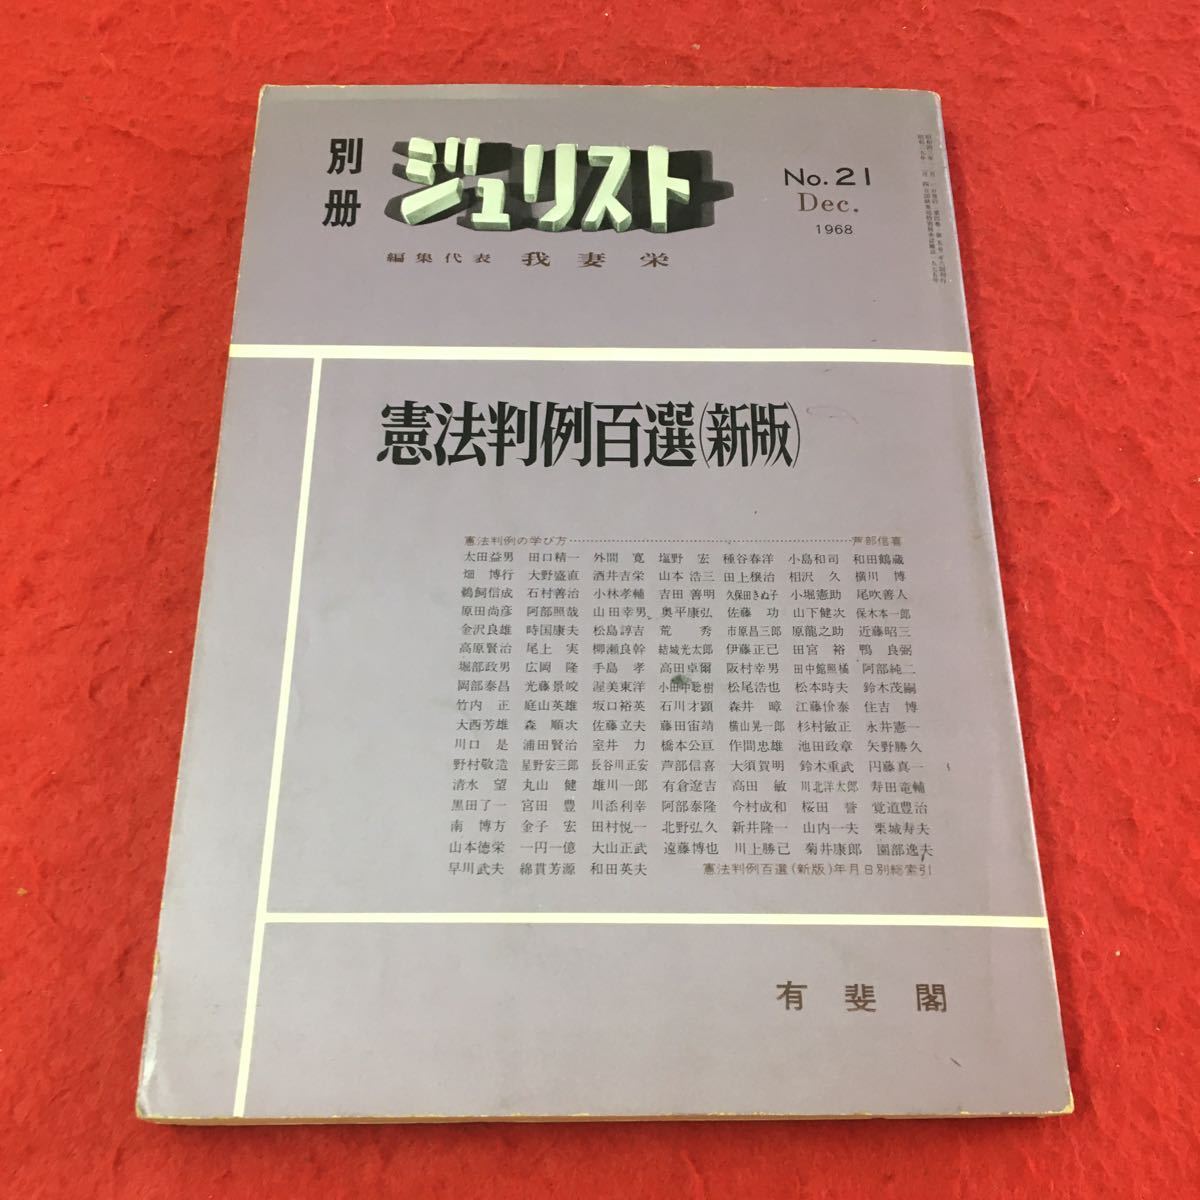 別冊
ジュリスト
No. 21
Dec.
1968
編集代表 我妻栄
憲法判例百選(新版)
憲法判例の学び方……芦部信喜
太田益男 田口精一 外間寛 塩野宏 種谷春洋 小島和司 和田鶴蔵
畑博行 大野盛直 酒井吉栄 山本浩三 田上穣治 相沢久 横川博
鵜飼信成 石村善治 小林孝輔 吉田善明 久保田きぬ子 小堀憲助 尾吹善人
原田尚彦 阿部照哉 山田幸男 奥平康弘 佐藤功 山下健次 保木本一郎
金沢良雄 時国康夫 松島諄吉 荒秀 市原昌三郎 原龍之助 近藤昭三
高原賢治 尾上実 柳瀬良幹 結城光太郎 伊藤正己 田宮裕 鴨良弼
堀部政男 広岡隆 手島孝 高田卓爾 阪村幸男 田中館照橘 阿部純二
岡部泰昌 光藤景皎 渥美東洋 小田中聡樹 松尾浩也 松本時夫 鈴木茂嗣
竹内正 庭山英雄 坂口裕英 石川才顕 森井暲 江藤价泰 住吉博
大西芳雄 森順次 佐藤立夫 藤田宙靖 横山晃一郎 杉村敏正 永井憲一
川口是 浦田賢治 室井力 橋本公亘 作間忠雄 池田政章 矢野勝久
野村敬造 星野安三郎 長谷川正安 芦部信喜 大須賀明 鈴木重武 円藤真一
清水望 丸山健 雄川一郎 有倉遼吉 高田敏 川北洋太郎 寿田竜輔
黒田了一 宮田豊 川添利幸 阿部泰隆 今村成和 桜田誉 覚道豊治
南博方 金子宏 田村悦一 北野弘久 新井隆一 山内一夫 栗城寿夫
山本徳栄 一円一億 大山正武 遠藤博也 川上勝己 菊井康郎 園部逸夫
早川武夫 綿貫芳源 和田英夫 憲法判例百選(新版)年月日別総索引
有斐閣